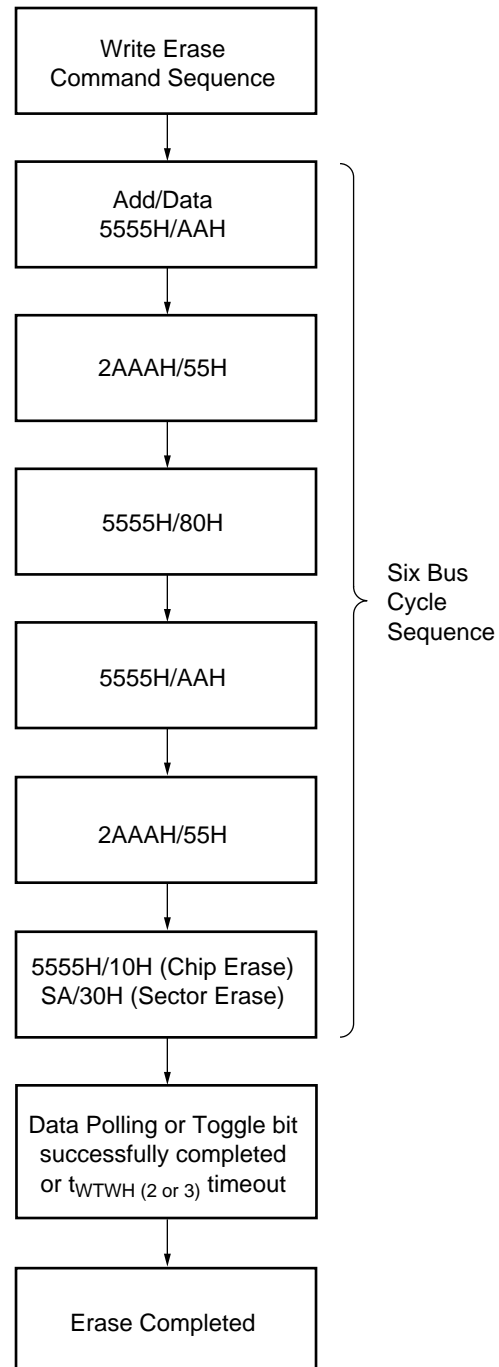 Write Erase
Command Sequence
Add/Data
5555H/AAH
2AAAH/55H
5555H/80H
5555H/AAH
2AAAH/55H
5555H/10H (Chip Erase)
SA/30H (Sector Erase)
Six Bus
Cycle
Sequence
Data Polling or Toggle bit
successfully completed
or tWTWH (2 or 3) timeout
Erase Completed